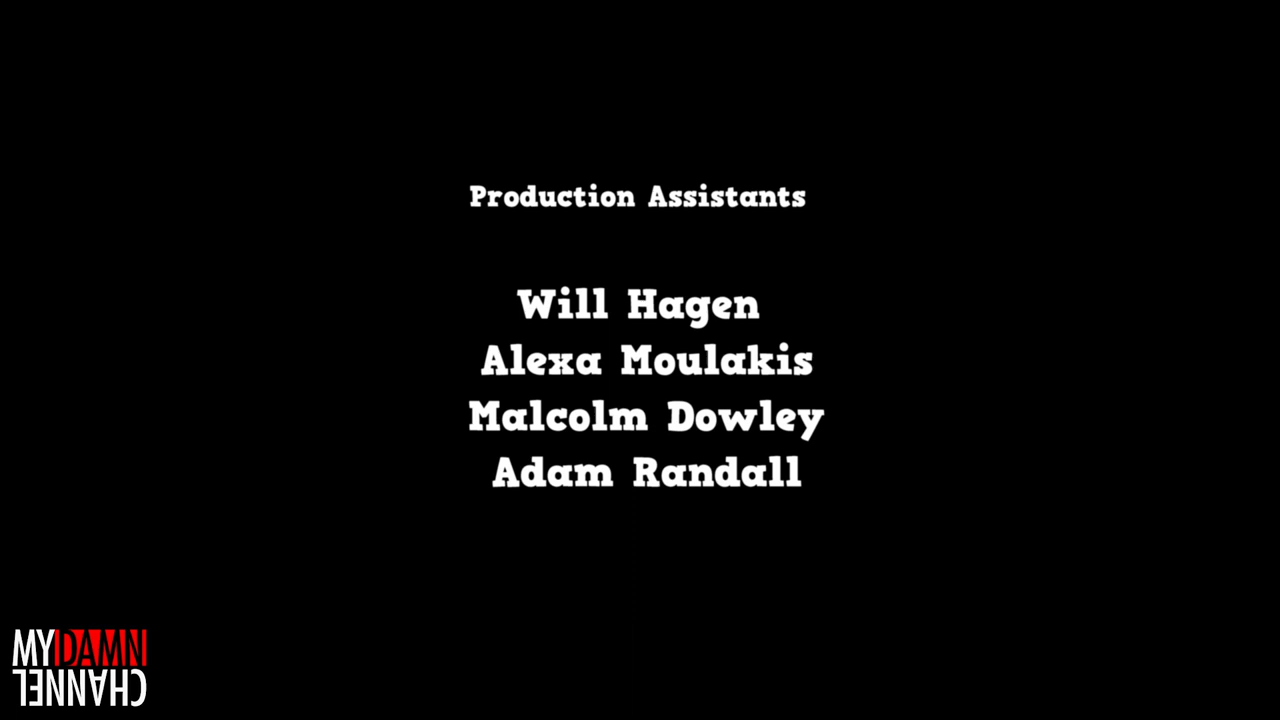 Production Assistants
Will Hagen
Alexa Moulakis
Malcolm Dowley
Adam Randall
MYDAMN
CHANNEL